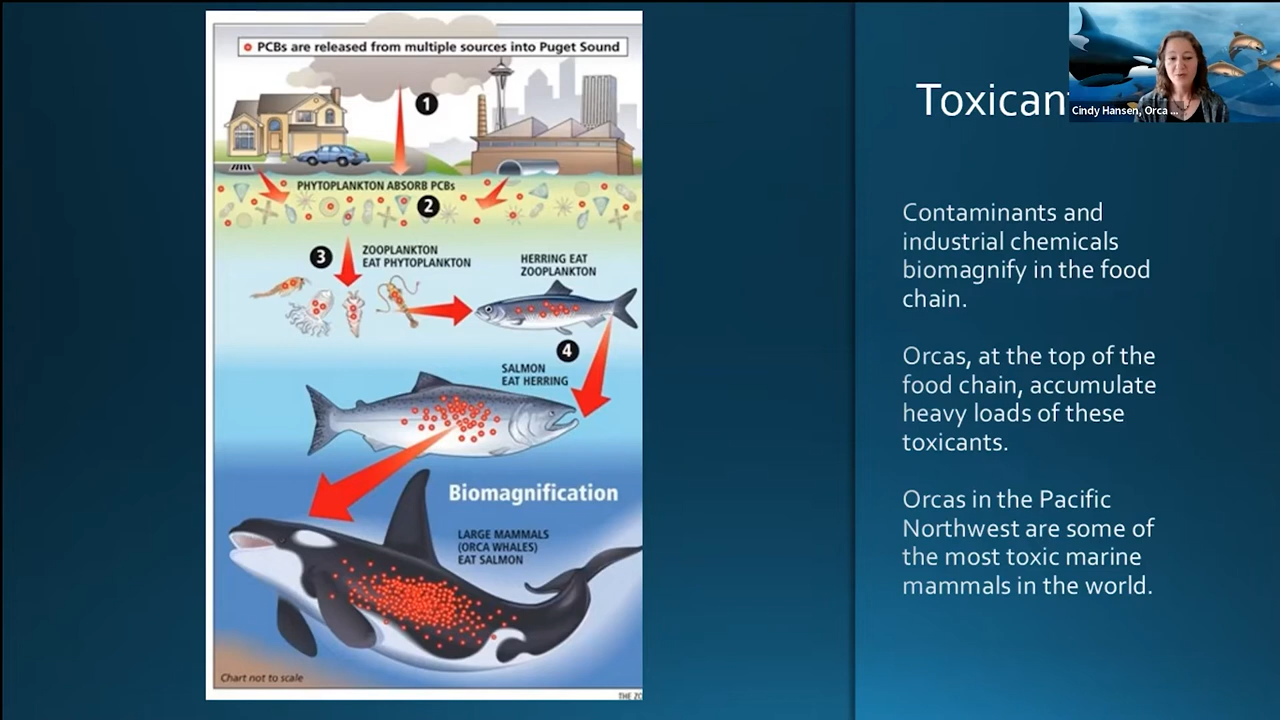 PCBs are released from multiple sources into Puget Sound
1
PHYTOPLANKTON ABSORB PCBs
2
3
ZOOPLANKTON
EAT PHYTOPLANKTON
HERRING EAT
ZOOPLANKTON
4
SALMON
EAT HERRING
Biomagnification
LARGE MAMMALS
(ORCA WHALES)
EAT SALMON
Chart not to scale
THE ZO
Toxican
Cindy Hansen, Orca ...
Contaminants and
industrial chemicals
biomagnify in the food
chain.
Orcas, at the top of the
food chain, accumulate
heavy loads of these
toxicants.
Orcas in the Pacific
Northwest are some of
the most toxic marine
mammals in the world.